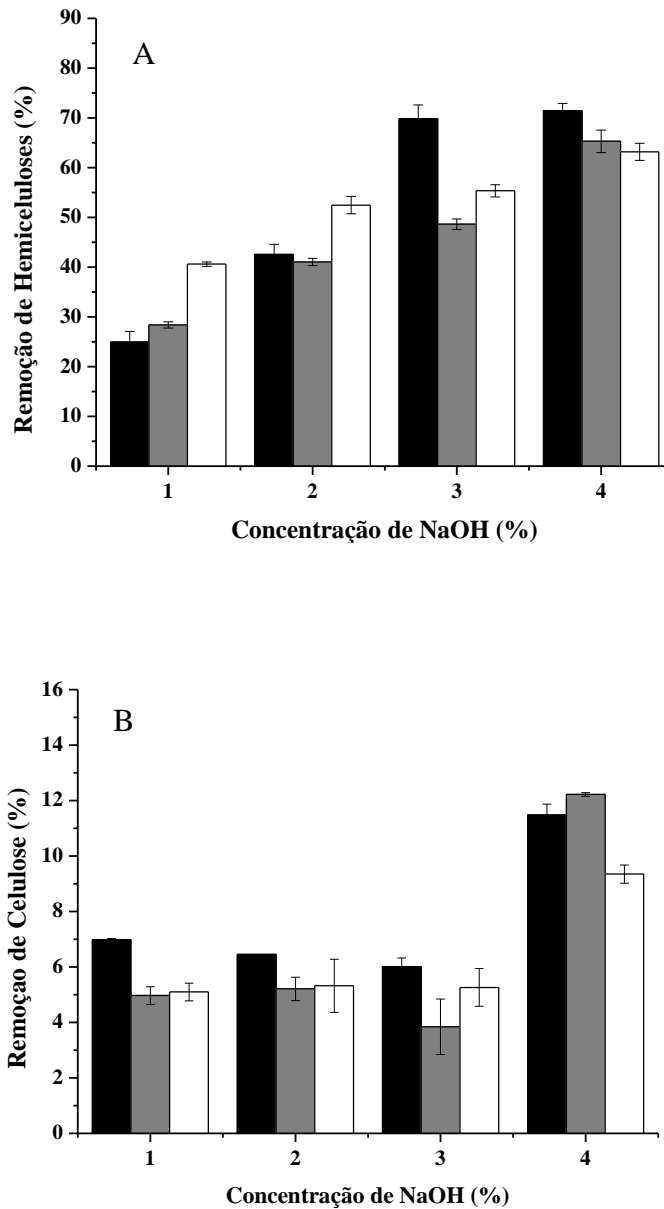 A
Remoção de Hemiceluloses (%)
90
80
70
60
50
40
30
20
10
0
1 2 3 4
Concentração de NaOH (%)
B
Remoçao de Celulose (%)
16
14
12
10
8
6
4
2
0
1 2 3 4
Concentração de NaOH (%)